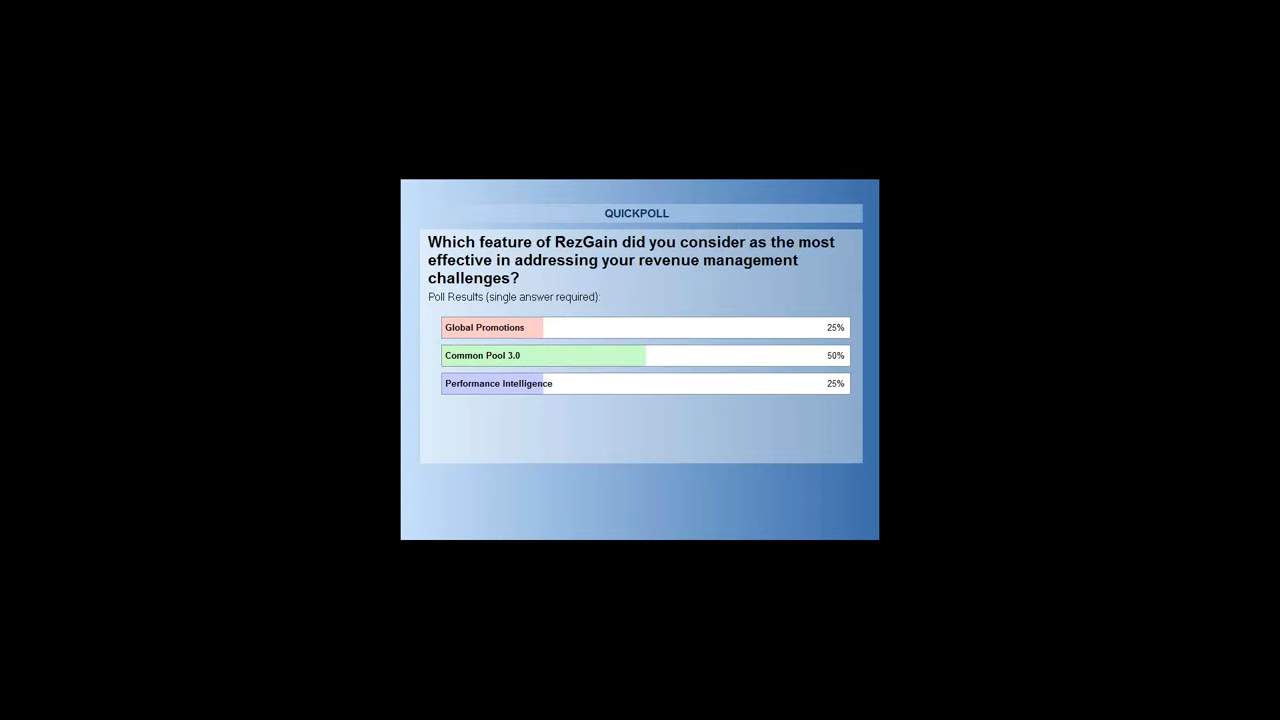 QUICKPOLL
Which feature of RezGain did you consider as the most
effective in addressing your revenue management
challenges?
Poll Results (single answer required):
Global Promotions 25%
Common Pool 3.0 50%
Performance Intelligence 25%